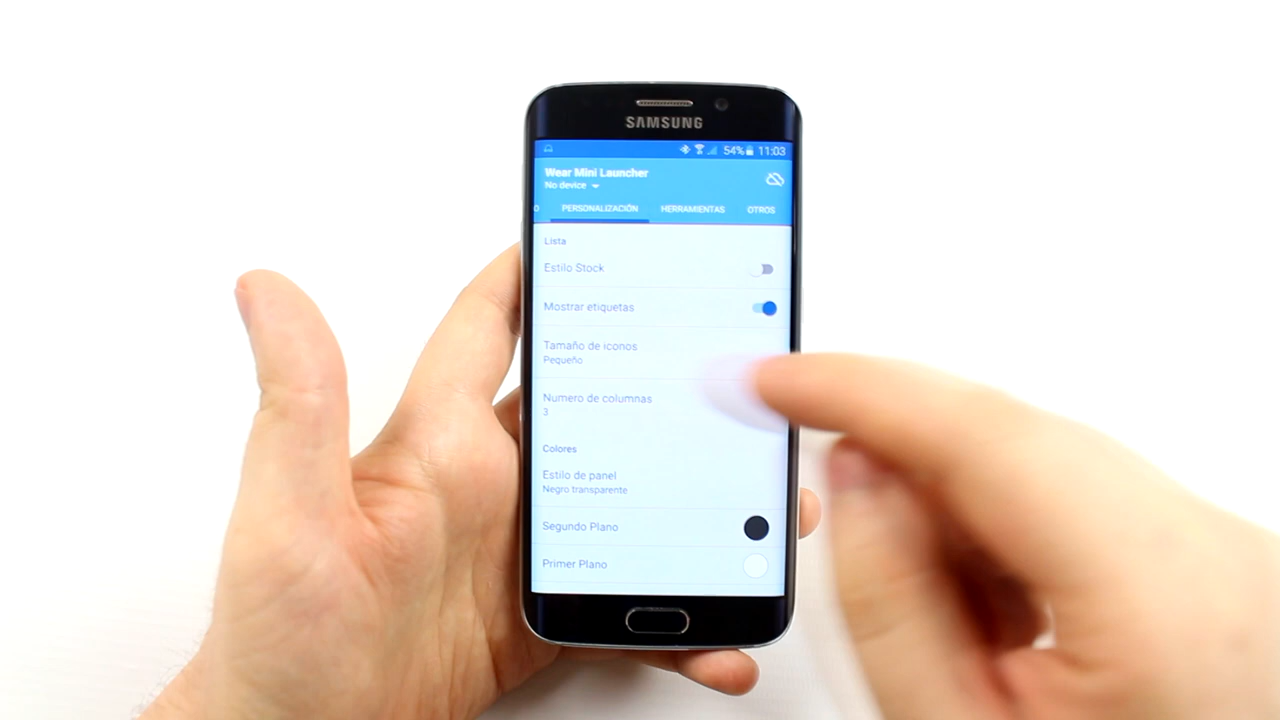 SAMSUNG
54% 11:03
Wear Mini Launcher
No device
O PERSONALIZACIÓN HERRAMIENTAS OTROS
Lista
Estilo Stock
Mostrar etiquetas
Tamaño de iconos
Pequeño
Numero de columnas
3
Colores
Estilo de panel
Negro transparente
Segundo Plano
Primer Plano